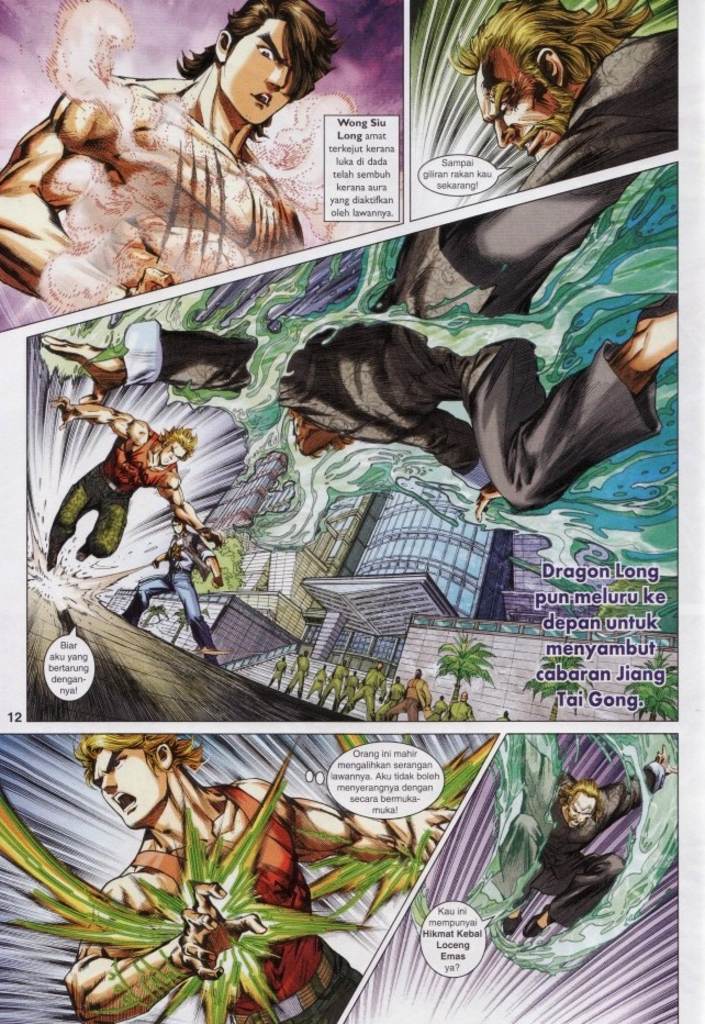 Wong Siu
Long amat
terkejut kerana
luka di dada
telah sembuh
kerana aura
yang diaktifkan
oleh lawannya.
Sampai
giliran rakan kau
sekarang!
Dragon Long
pun meluru ke
depan untuk
menyambut
cabaran Jiang
Tai Gong.
Biar
aku yang
bertarung
dengan-
nya!
12
Orang ini mahir
mengalihkan serangan
lawannya. Aku tidak boleh
menyerangnya dengan
secara bermuka-
muka!
Kau ini
mempunyai
Hikmat Kebal
Loceng
Emas
ya?